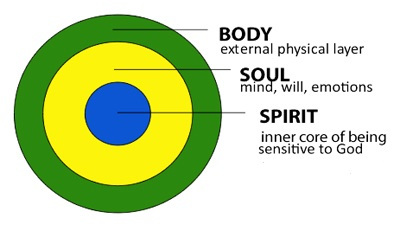 BODY
external physical layer
SOUL
mind, will, emotions
SPIRIT
inner core of being
sensitive to God